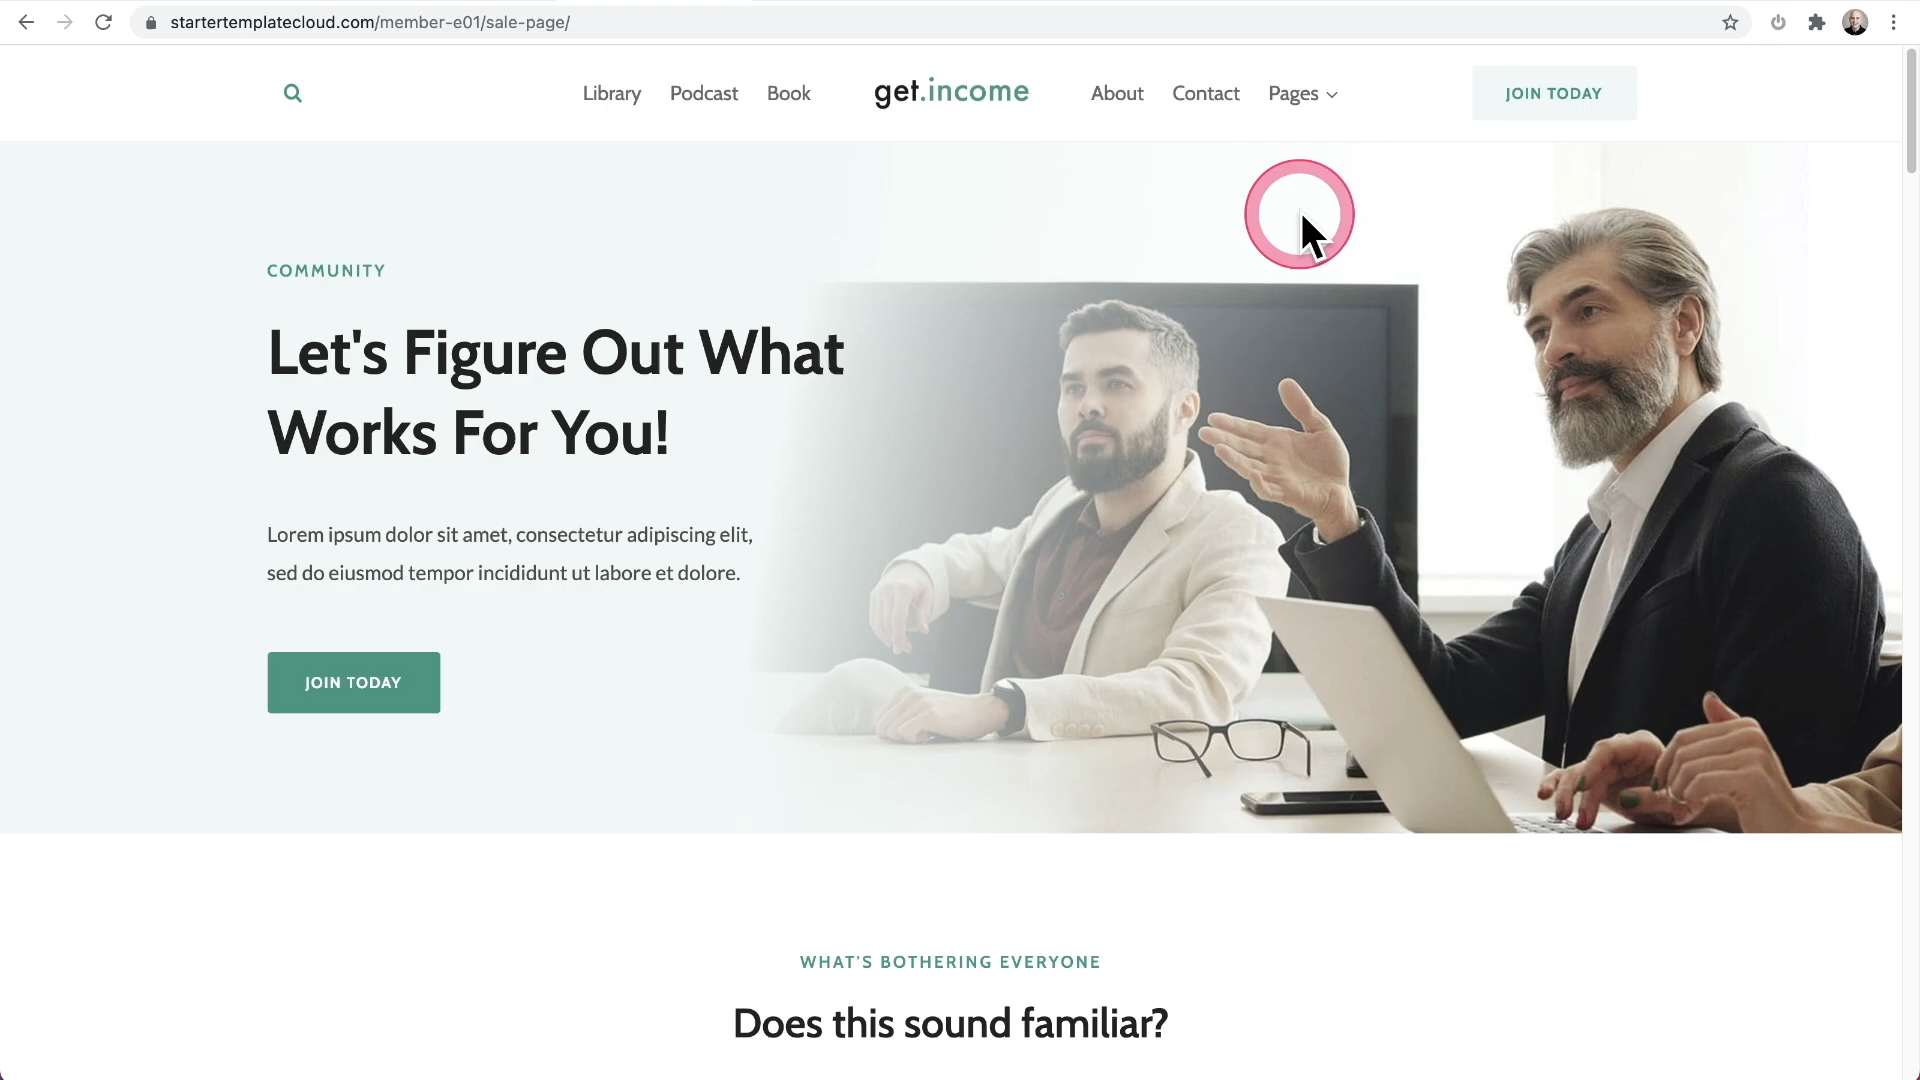 startertemplatecloud.com/member-e01/sale-page/
Library Podcast Book get.income About Contact Pages JOIN TODAY
COMMUNITY
Let's Figure Out What
Works For You!
Lorem ipsum dolor sit amet, consectetur adipiscing elit,
sed do eiusmod tempor incididunt ut labore et dolore.
JOIN TODAY
WHAT'S BOTHERING EVERYONE
Does this sound familiar?